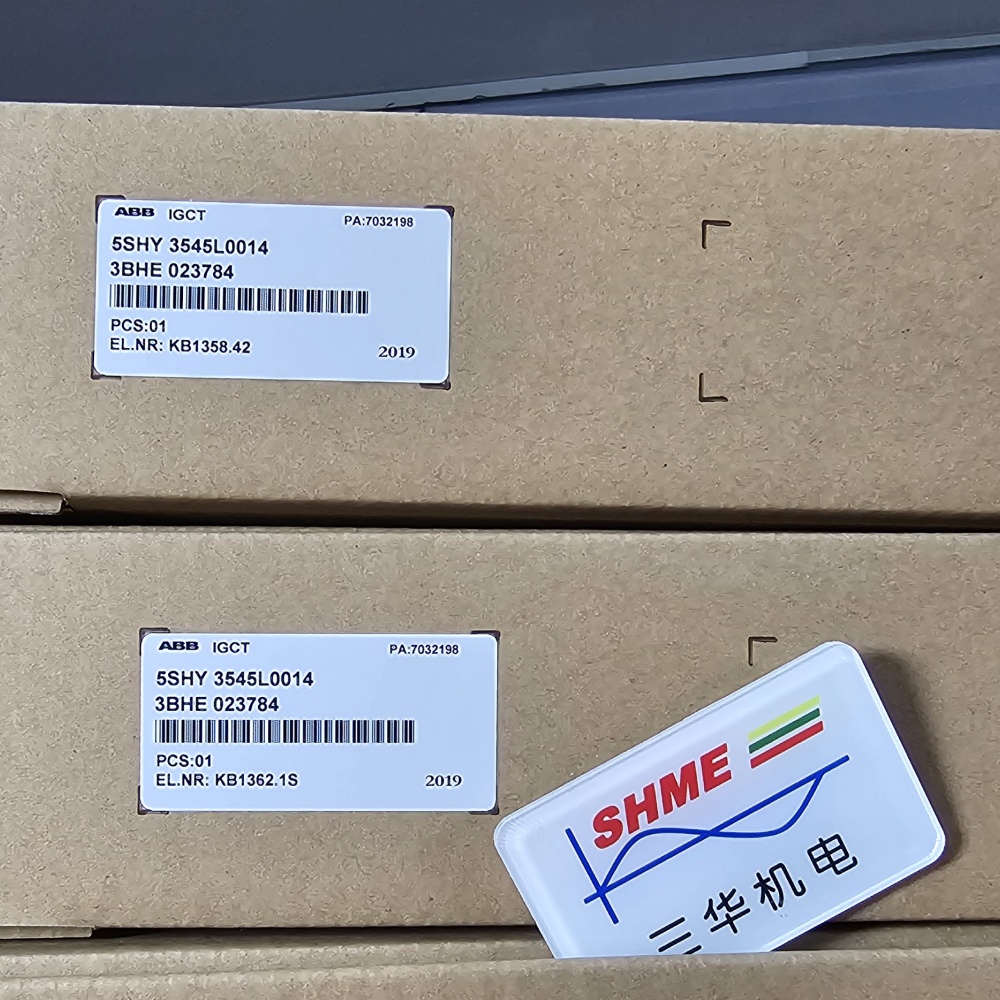 ABB IGCT PA:7032198
5SHY 3545L0014
3BHE 023784
PCS:01
EL.NR: KB1358.42 2019
ABB IGCT PA:7032198
5SHY 3545L0014
3BHE 023784
PCS:01
EL.NR: KB1362.1S 2019
SHME
三华机电